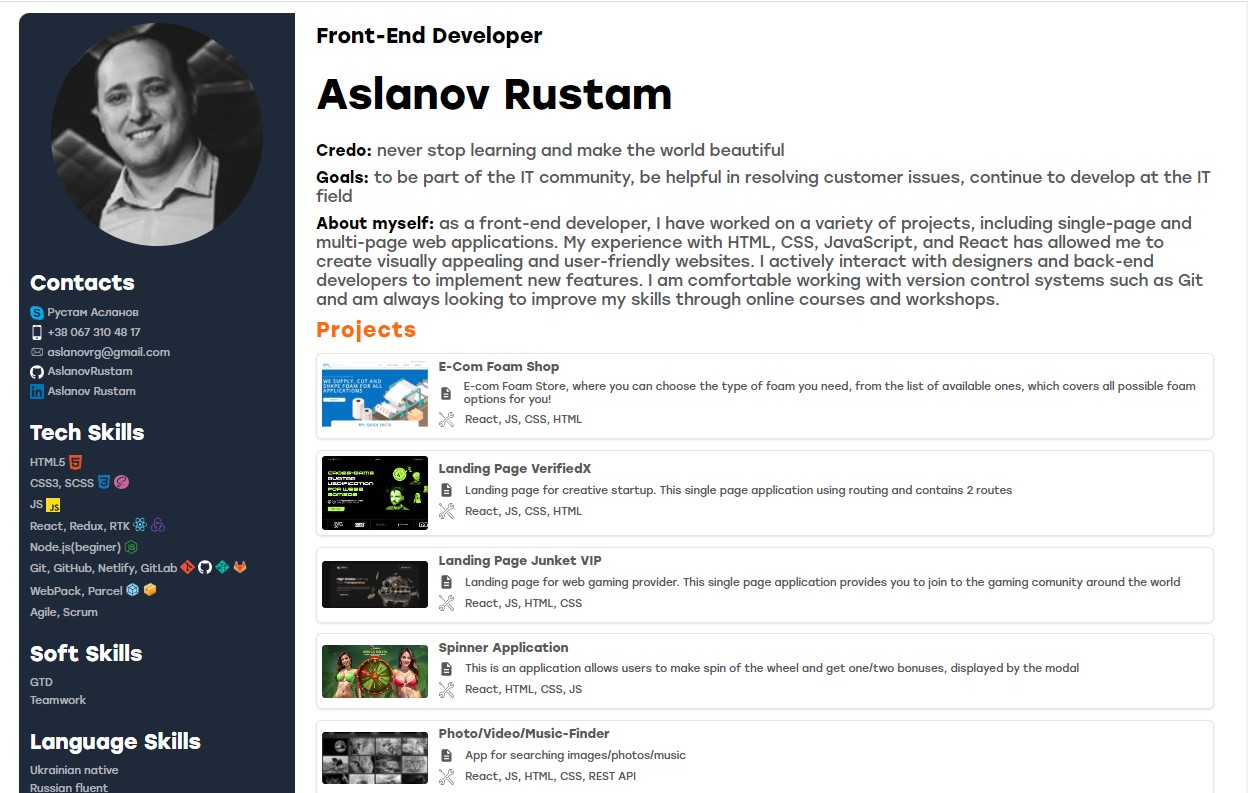 Front-End Developer
Aslanov Rustam
Credo: never stop learning and make the world beautiful
Goals: to be part of the IT community, be helpful in resolving customer issues, continue to develop at the IT
field
About myself: as a front-end developer, I have worked on a variety of projects, including single-page and
multi-page web applications. My experience with HTML, CSS, JavaScript, and React has allowed me to
create visually appealing and user-friendly websites. I actively interact with designers and back-end
developers to implement new features. I am comfortable working with version control systems such as Git
and am always looking to improve my skills through online courses and workshops.
Contacts
Рустам Асланов
+38 067 310 48 17
aslanovrg@gmail.com
AslanovRustam
Aslanov Rustam
Tech Skills
HTML5
CSS3, SCSS
JS
JS
React, Redux, RTK
Node.js(beginer)
Git, GitHub, Netlify, GitLab
WebPack, Parcel
Agile, Scrum
Soft Skills
GTD
Teamwork
Language Skills
Ukrainian native
Russian fluent
Projects
WE SUPPLY, CUT AND
SHAPE FOAM FOR ALL
APPLICATIONS
E-Com Foam Shop
E-com Foam Store, where you can choose the type of foam you need, from the list of available ones, which covers all possible foam
options for you!
React, JS, CSS, HTML
CROSS-GAME
Landing Page VerifiedX
Landing page for creative startup. This single page application using routing and contains 2 routes
React, JS, CSS, HTML
Landing Page Junket VIP
Landing page for web gaming provider. This single page application provides you to join to the gaming comunity around the world
React, JS, HTML, CSS
Spinner Application
This is an application allows users to make spin of the wheel and get one/two bonuses, displayed by the modal
React, HTML, CSS, JS
Photo/Video/Music-Finder
App for searching images/photos/music
React, JS, HTML, CSS, REST API